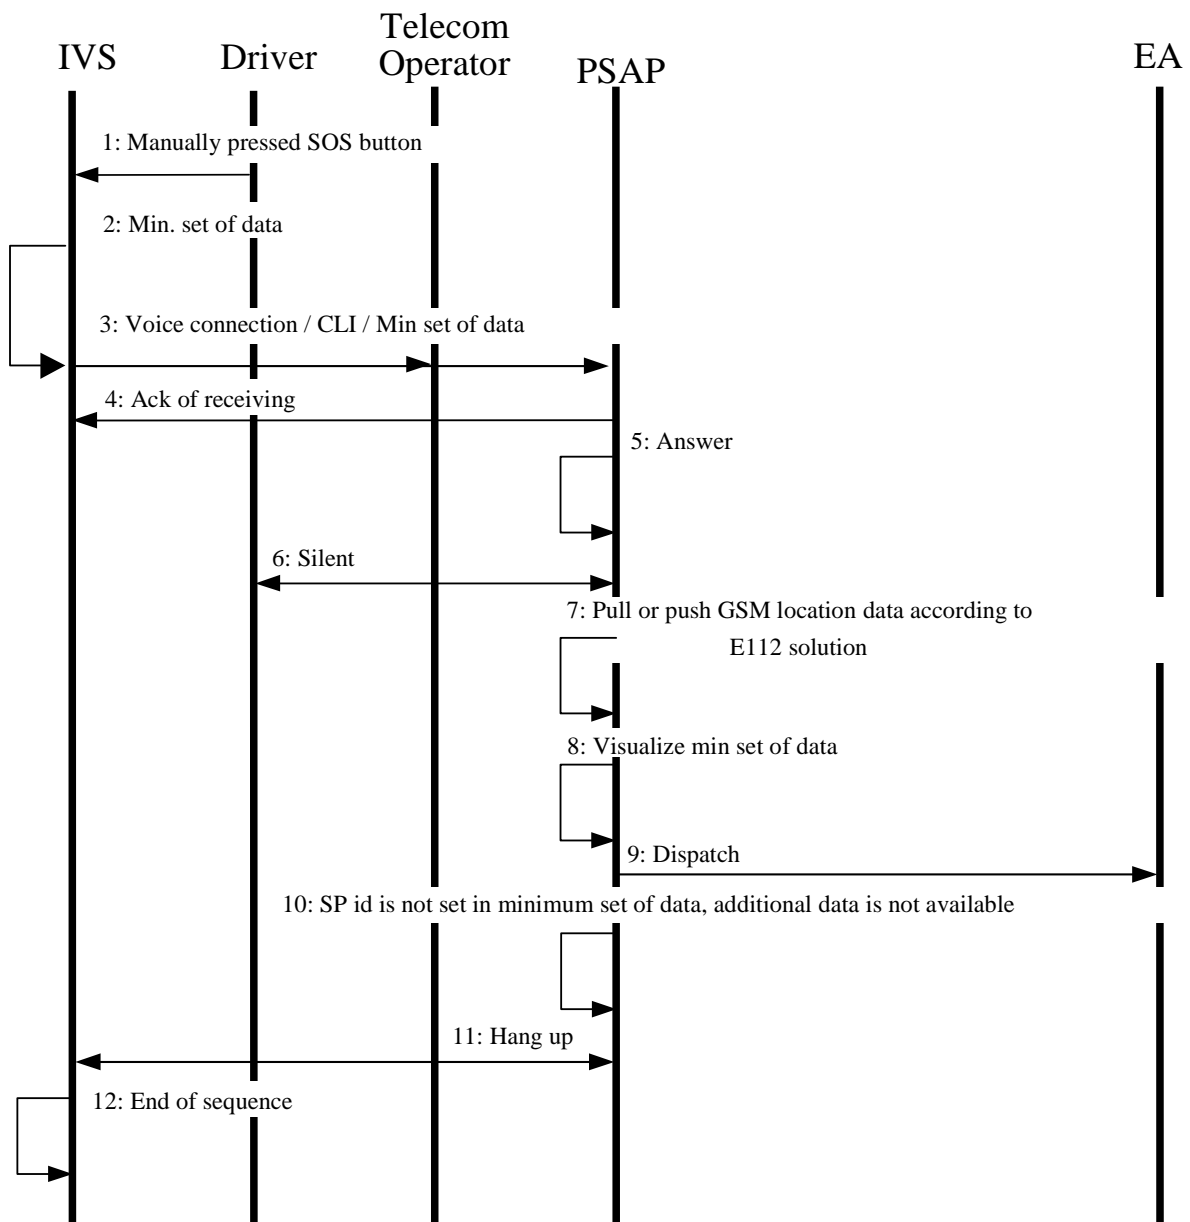 IVS
Driver
Telecom
Operator
PSAP
EA
1: Manually pressed SOS button
2: Min. set of data
3: Voice connection / CLI / Min set of data
4: Ack of receiving
5: Answer
6: Silent
7: Pull or push GSM location data according to
E112 solution
8: Visualize min set of data
9: Dispatch
10: SP id is not set in minimum set of data, additional data is not available
11: Hang up
12: End of sequence